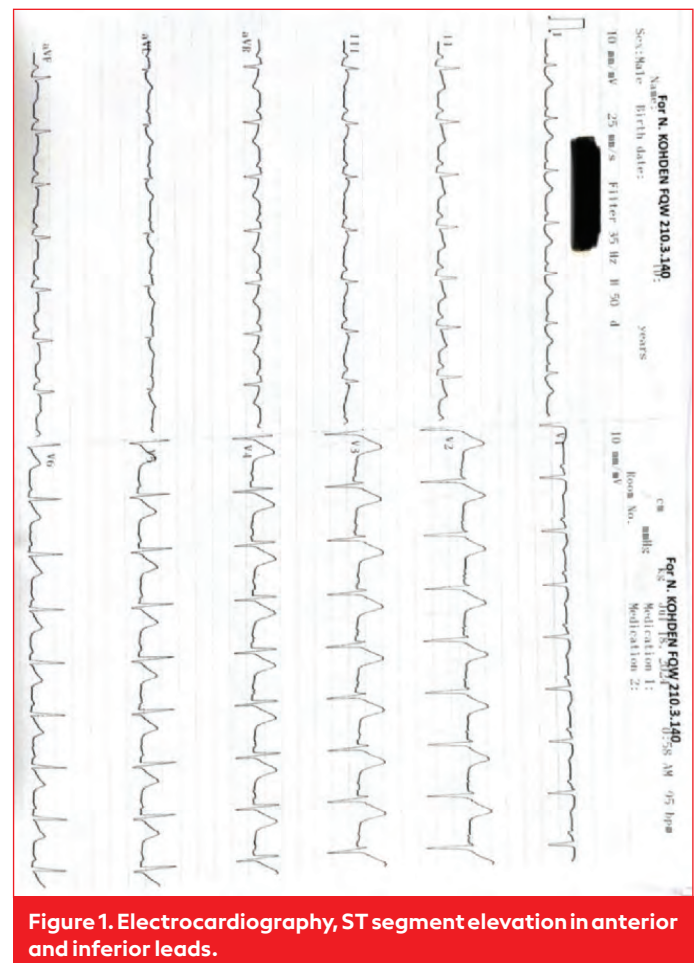 For N. KOHDEN FQW 210.3.140
Name: ID:
Sex:Male Birth date: years
10 mm/mV 25 mm/s Filter 35 Hz H 50 d
For N. KOHDEN FQW 210.3.140
Jul 18, 2024 AM 95 bpm
cm kg Medication 1:
mmHg Medication 2:
Room No.
10 mm/mV
I
II
III
aVR
aVL
aVF
V2
V3
V4
V6
Figure 1. Electrocardiography, ST segment elevation in anterior
and inferior leads.